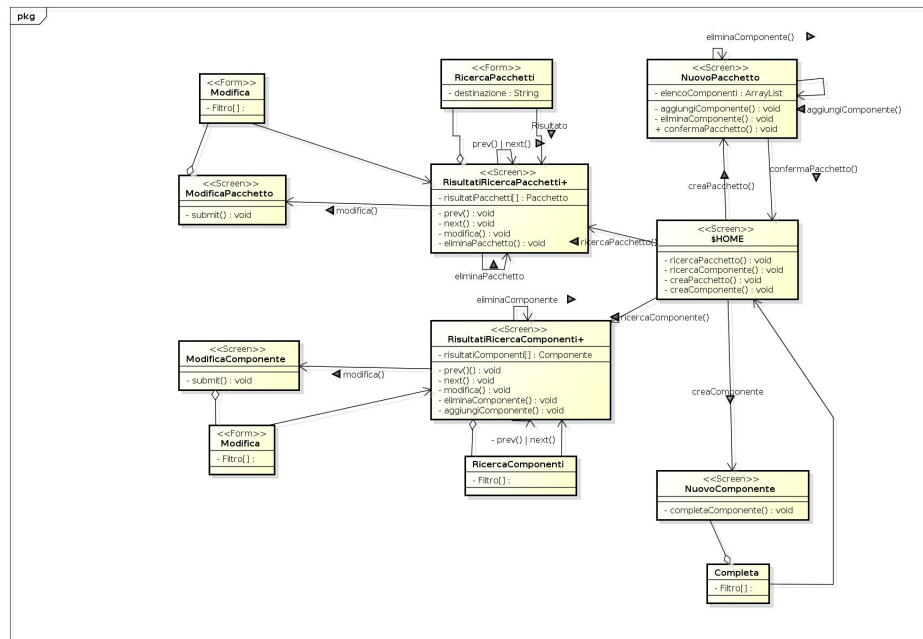 pkg
eliminaComponente()
<<Screen>>
NuovoPacchetto
- elencoComponenti : ArrayList
- aggiungiComponente() : void
- eliminaComponente() : void
+ confermaPacchetto() : void
aggiungiComponente()
<<Form>>
RicercaPacchetti
- destinazione : String
<<Form>>
Modifica
- Filtro[] :
Risultato
prev() | next()
<<Screen>>
RisultatiRicercaPacchetti+
- risultatiPacchetti[] : Pacchetto
- prev() : void
- next() : void
- modifica() : void
- eliminaPacchetto() : void
confermaPacchetto()
creaPacchetto()
<<Screen>>
ModificaPacchetto
- submit() : void
modifica()
<<Screen>>
$HOME
- ricercaPacchetto() : void
- ricercaComponente() : void
- creaPacchetto() : void
- creaComponente() : void
ricercaPacchetto()
eliminaPacchetto
eliminaComponente
ricercaComponente()
<<Screen>>
RisultatiRicercaComponenti+
- risultatiComponenti[] : Componente
- prev()() : void
- next() : void
- modifica() : void
- eliminaComponente() : void
- aggiungiComponente() : void
<<Screen>>
ModificaComponente
- submit() : void
modifica()
creaComponente
<<Form>>
Modifica
- Filtro[] :
- prev() | next()
RicercaComponenti
- Filtro[] :
<<Screen>>
NuovoComponente
- completaComponente() : void
Completa
- Filtro[] :